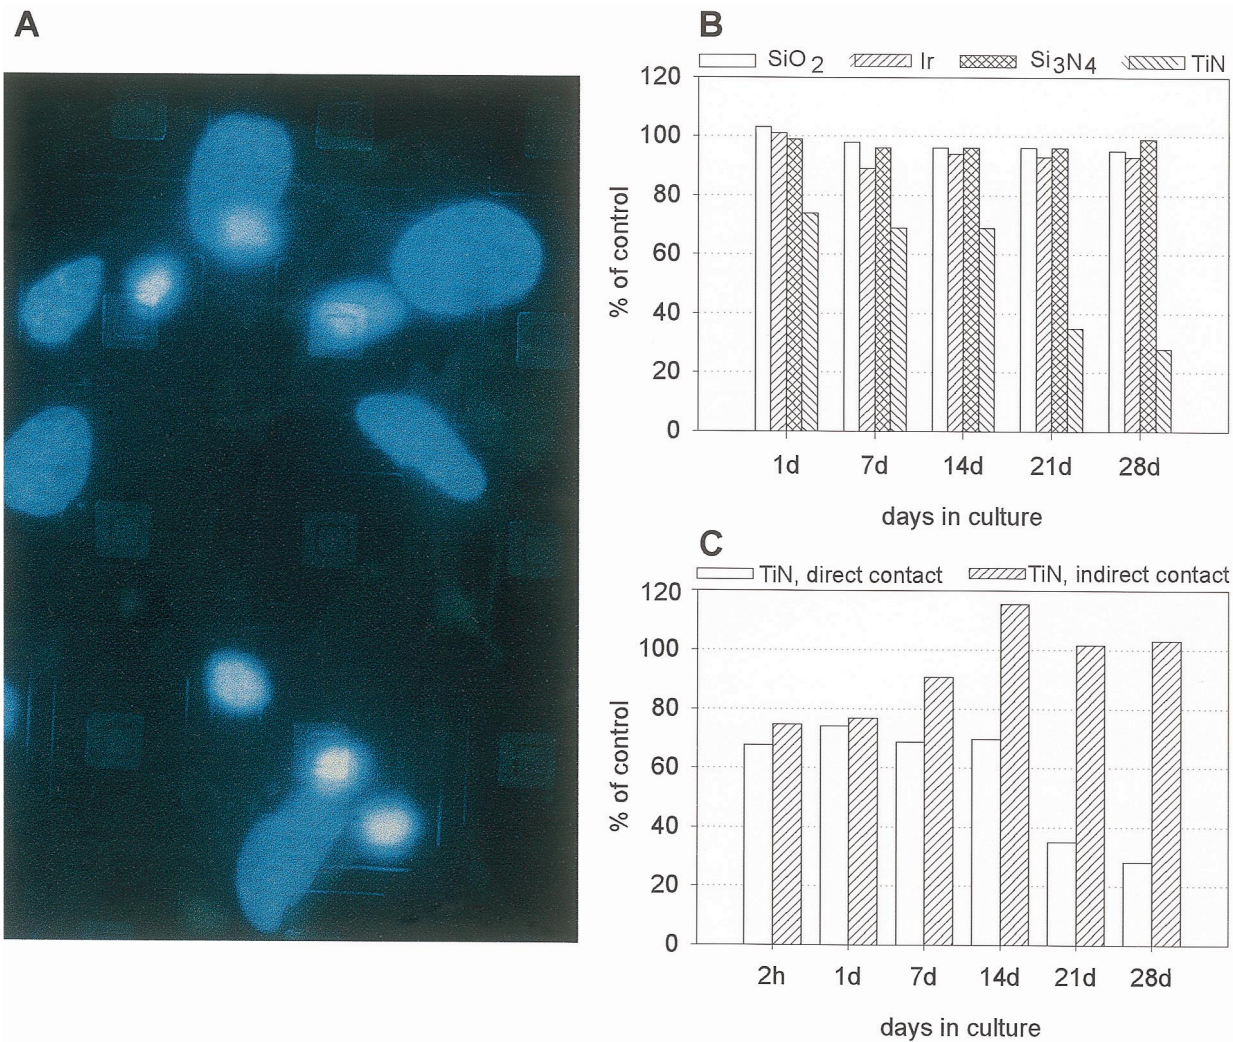 A
B
SiO2 Ir Si3N4 TiN
120
100
80
60
40
20
0
% of control
1d 7d 14d 21d 28d
days in culture
C
TiN, direct contact TiN, indirect contact
120
100
80
60
40
20
0
% of control
2h 1d 7d 14d 21d 28d
days in culture